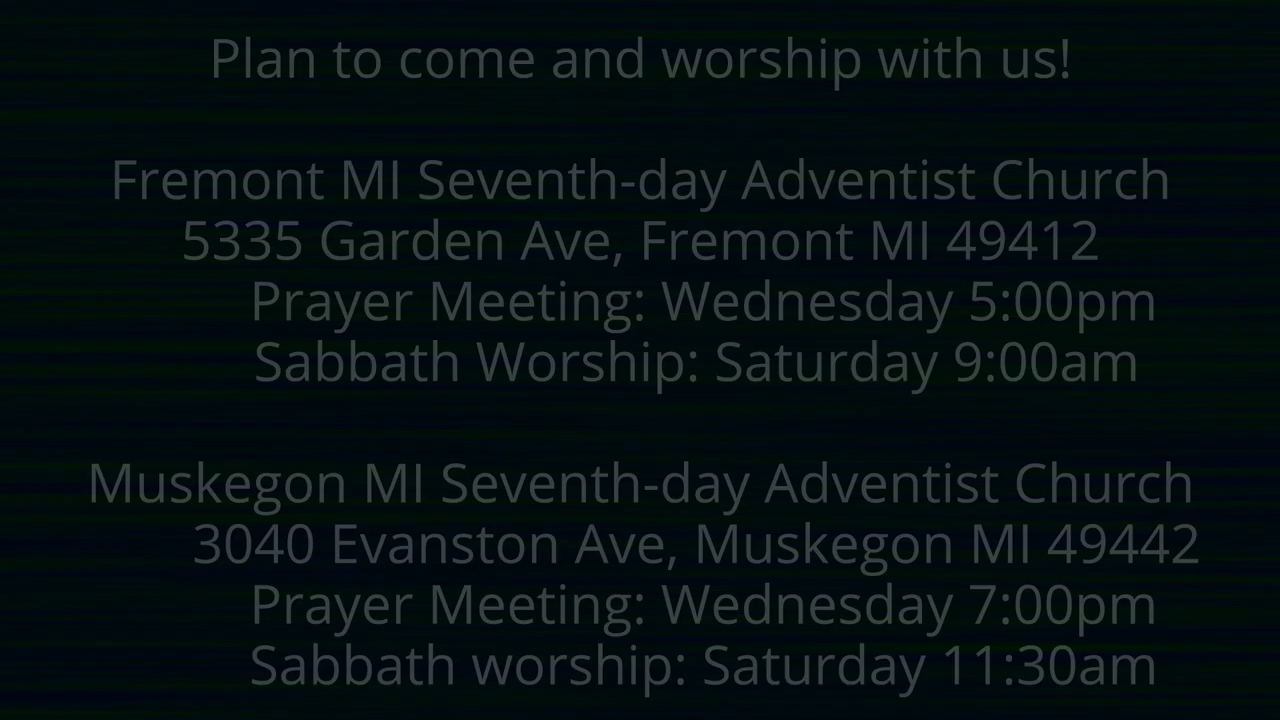 Plan to come and worship with us!
Fremont MI Seventh-day Adventist Church
5335 Garden Ave, Fremont MI 49412
Prayer Meeting: Wednesday 5:00pm
Sabbath Worship: Saturday 9:00am
Muskegon MI Seventh-day Adventist Church
3040 Evanston Ave, Muskegon MI 49442
Prayer Meeting: Wednesday 7:00pm
Sabbath worship: Saturday 11:30am